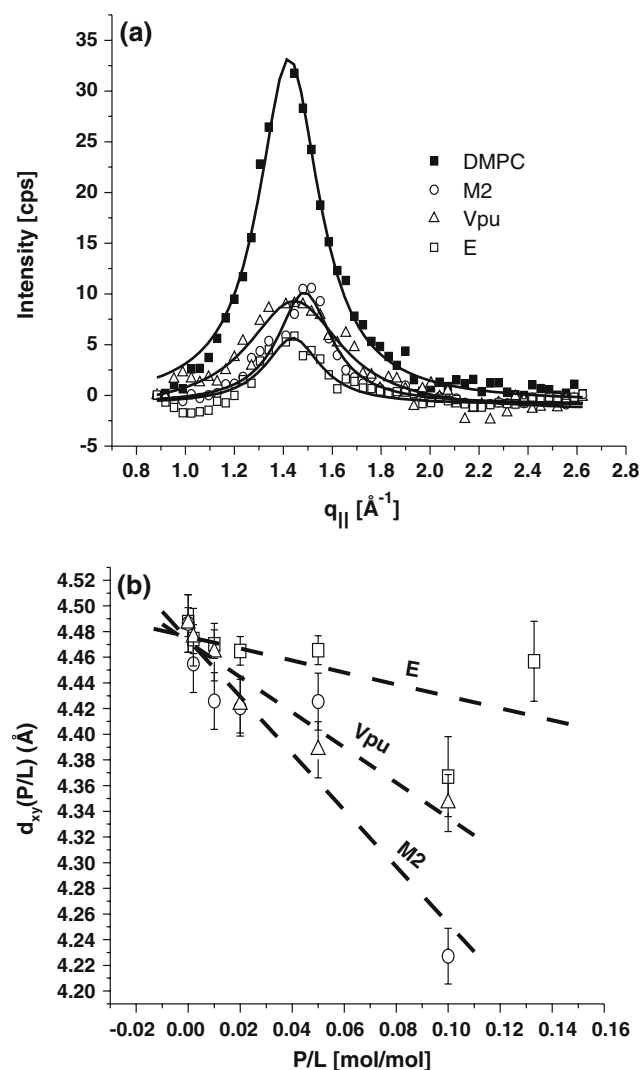 (a)
35
30
25
20
15
10
5
0
-5
Intensity [cps]
DMPC
M2
Vpu
E
0.8 1.0 1.2 1.4 1.6 1.8 2.0 2.2 2.4 2.6 2.8
q|| [Å-1]
(b)
4.52
4.50
4.48
4.46
4.44
4.42
4.40
4.38
4.36
4.34
4.32
4.30
4.28
4.26
4.24
4.22
4.20
dxy(P/L) (Å)
E
Vpu
M2
-0.02 0.00 0.02 0.04 0.06 0.08 0.10 0.12 0.14 0.16
P/L [mol/mol]